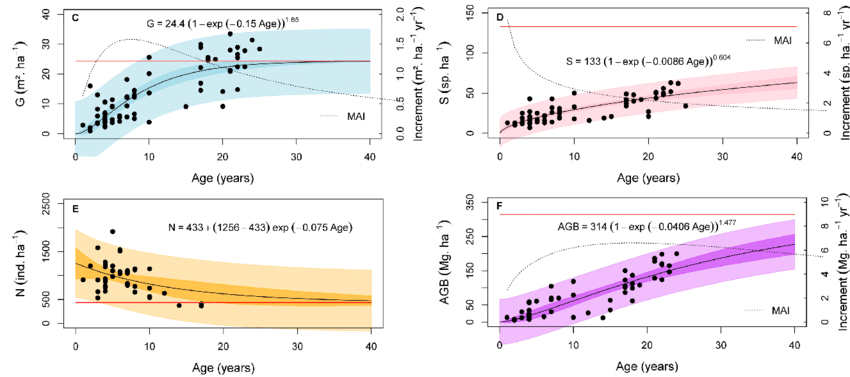 C
G = 24.4 (1−exp (−0.15 Age))^1.85
G (m². ha⁻¹)
0 10 20 30 40
0.0 0.5 1.0 1.5 2.0
Increment (m². ha.⁻¹ yr⁻¹)
MAI
0 10 20 30 40
Age (years)
D
S = 133 (1−exp (−0.0086 Age))^0.604
S (sp. ha⁻¹)
0 50 100 150
0 2 4 6 8
Increment (sp. ha.⁻¹ yr⁻¹)
MAI
0 10 20 30 40
Age (years)
E
N = 433 + (1256−433) exp (−0.075 Age)
N (ind. ha⁻¹)
0 500 1500 2500
0 10 20 30 40
Age (years)
F
AGB = 314 (1−exp (−0.0406 Age))^1.477
AGB (Mg. ha⁻¹)
0 50 150 250 350
0 2 4 6 8 10
Increment (Mg. ha⁻¹ yr⁻¹)
MAI
0 10 20 30 40
Age (years)